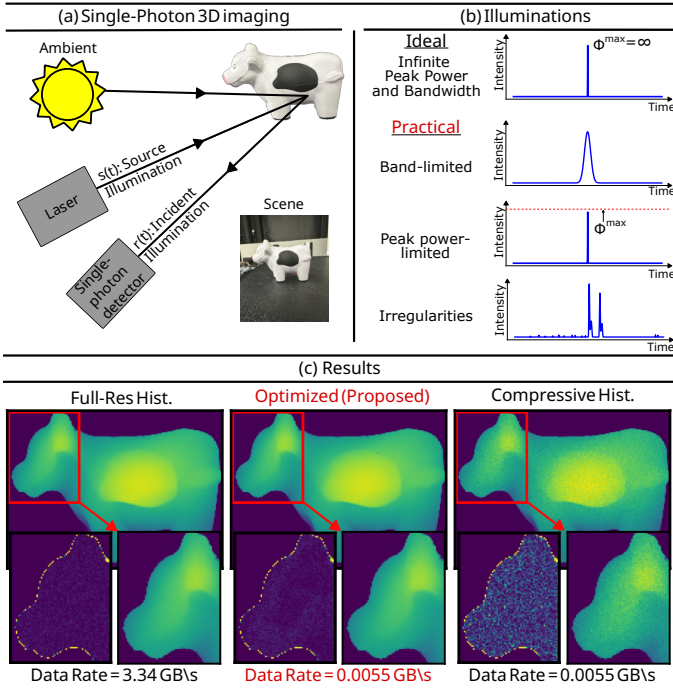 (a) Single-Photon 3D imaging
Ambient
s(t): Source
Illumination
Laser
r(t): Incident
Illumination
Single-
photon
detector
Scene
(b) Illuminations
Ideal
Infinite
Peak Power
and Bandwidth
Intensity
Φmax = ∞
Time
Practical
Band-limited
Intensity
Time
Peak power-
limited
Intensity
Φmax
Time
Irregularities
Intensity
Time
(c) Results
Full-Res Hist.
Optimized (Proposed)
Compressive Hist.
Data Rate = 3.34 GB\s
Data Rate = 0.0055 GB\s
Data Rate = 0.0055 GB\s